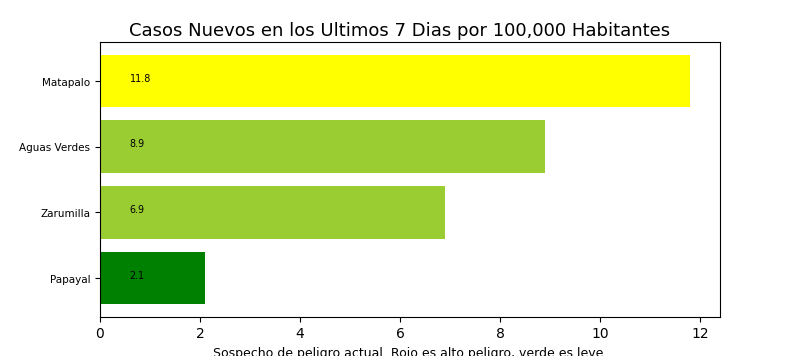 Casos Nuevos en los Ultimos 7 Dias por 100,000 Habitantes
Matapalo 11.8
Aguas Verdes 8.9
Zarumilla 6.9
Papayal 2.1
0 2 4 6 8 10 12
Sospecho de peligro actual. Rojo es alto peligro, verde es leve